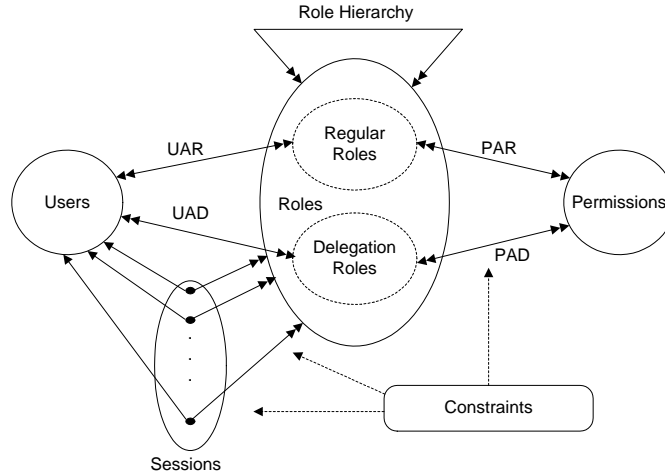 Role Hierarchy
UAR
Regular
Roles
PAR
Users
Roles
Permissions
UAD
Delegation
Roles
PAD
Constraints
Sessions